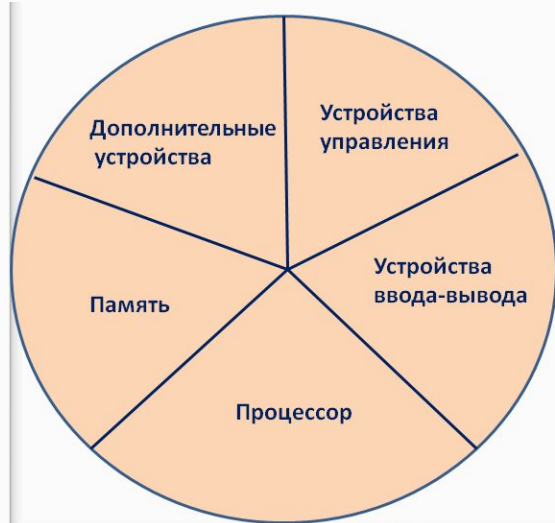 Дополнительные
устройства
Устройства
управления
Устройства
ввода-вывода
Память
Процессор